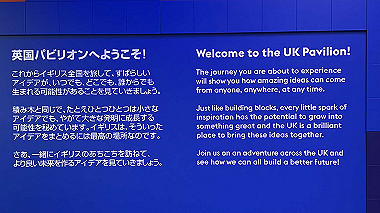 英国パビリオンへようこそ!
これからイギリス全国を旅して、すばらしい
アイデアが、いつでも、どこでも、誰からでも
生まれる可能性があることを見ていきましょう。
積み木と同じで、たとえひとつひとつは小さな
アイデアでも、やがて大きな発明に成長する
可能性を秘めています。イギリスは、そういった
アイデアをまとめるには最高の場所なのです。
さあ、一緒にイギリスのあちこちを訪ねて、
より良い未来を作るアイデアを見ていきましょう。
Welcome to the UK Pavilion!
The journey you are about to experience
will show you how amazing ideas can come
from anyone, anywhere, at any time.
Just like building blocks, every little spark of
inspiration has the potential to grow into
something great and the UK is a brilliant
place to bring these ideas together.
Join us on an adventure across the UK and
see how we can all build a better future!